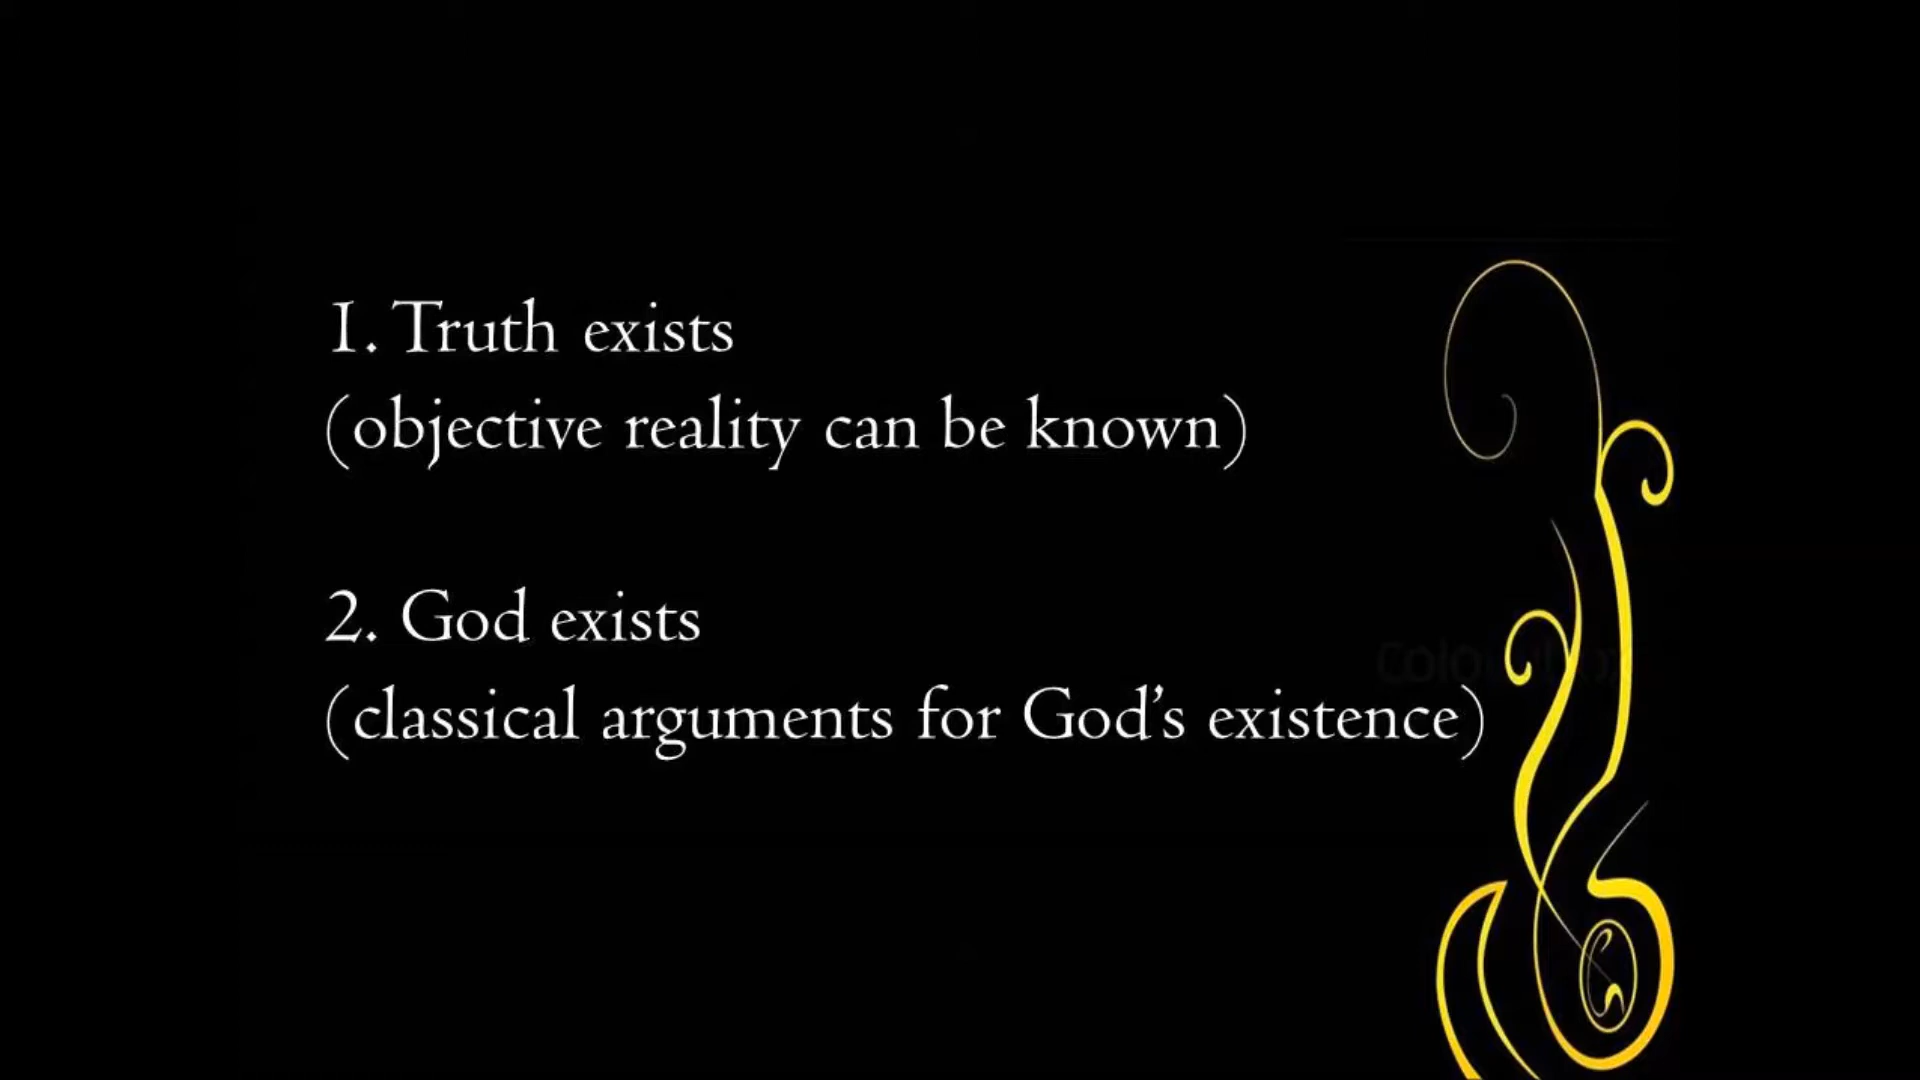 1. Truth exists
(objective reality can be known)
2. God exists
(classical arguments for God's existence)